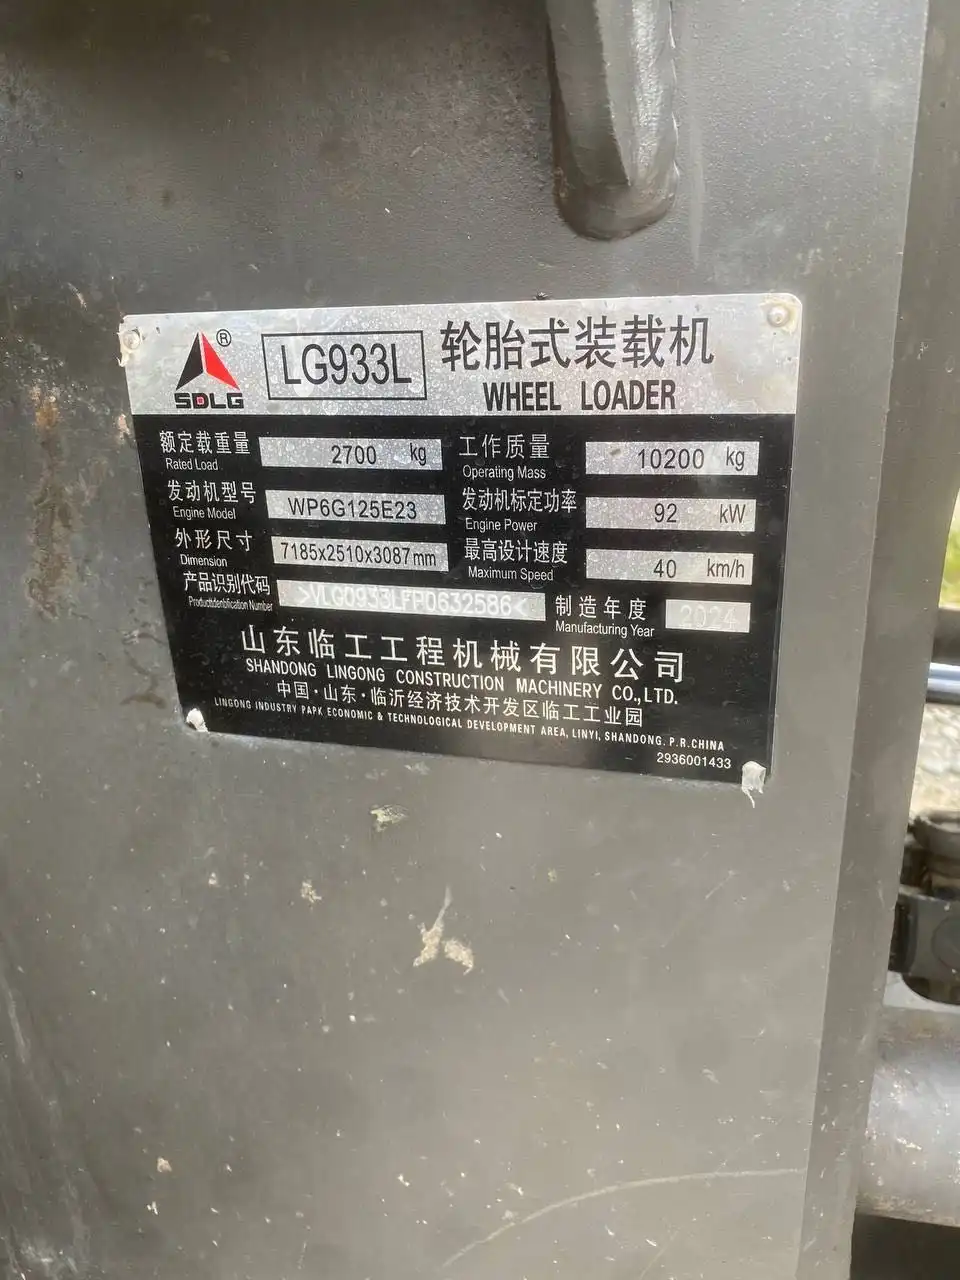 SDLG ® LG933L 轮胎式装载机
WHEEL LOADER
额定载重量 2700 kg 工作质量 10200 kg
Rated Load Operating Mass
发动机型号 WP6G125E23 发动机标定功率 92 kW
Engine Model Engine Power
外形尺寸 7185x2510x3087mm 最高设计速度 40 km/h
Dimension Maximum Speed
产品识别代码 >VLG0933LFP0632586< 制造年度 2024
Productidenbfication Number Manufacturing Year
山东临工工程机械有限公司
SHANDONG LINGONG CONSTRUCTION MACHINERY CO.,LTD.
中国·山东·临沂经济技术开发区临工工业园
LINGONG INDUSTRY PAPK ECONOMIC & TECHNOLOGICAL DEVELOPMENT AREA, LINYI, SHANDONG. P.R.CHINA
2936001433